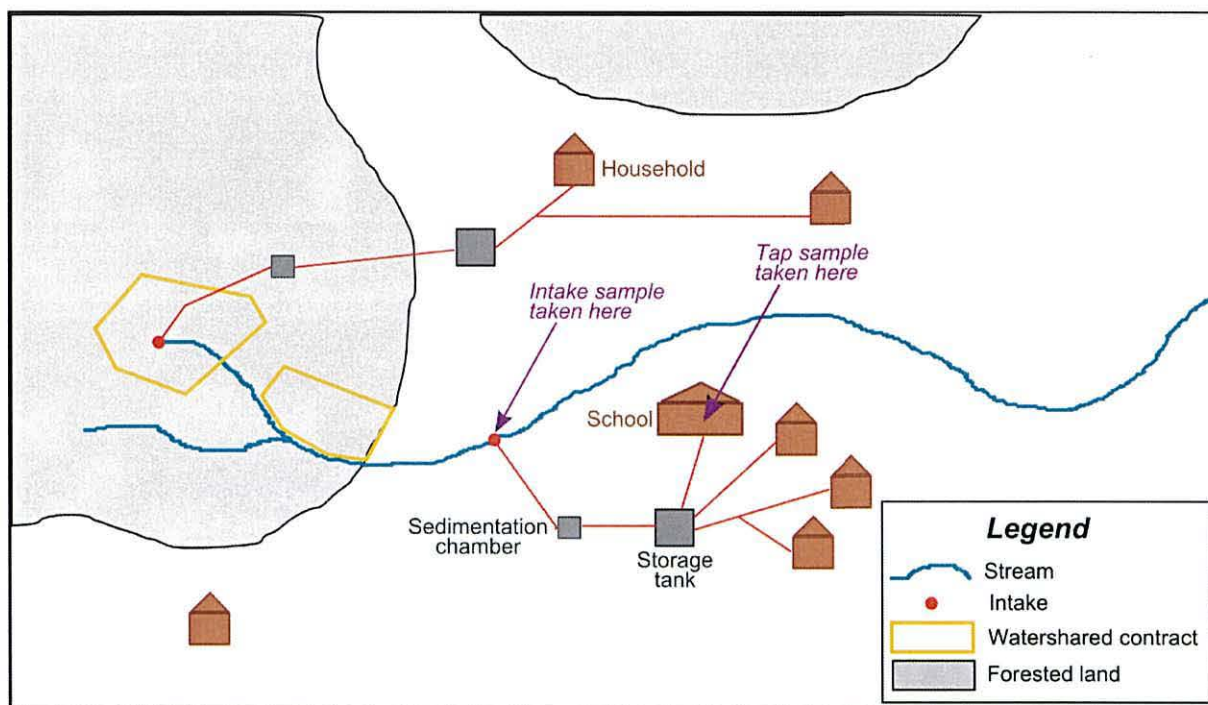 Household
Tap sample
taken here
Intake sample
taken here
School
Sedimentation
chamber
Storage
tank
Legend
Stream
Intake
Watershared contract
Forested land